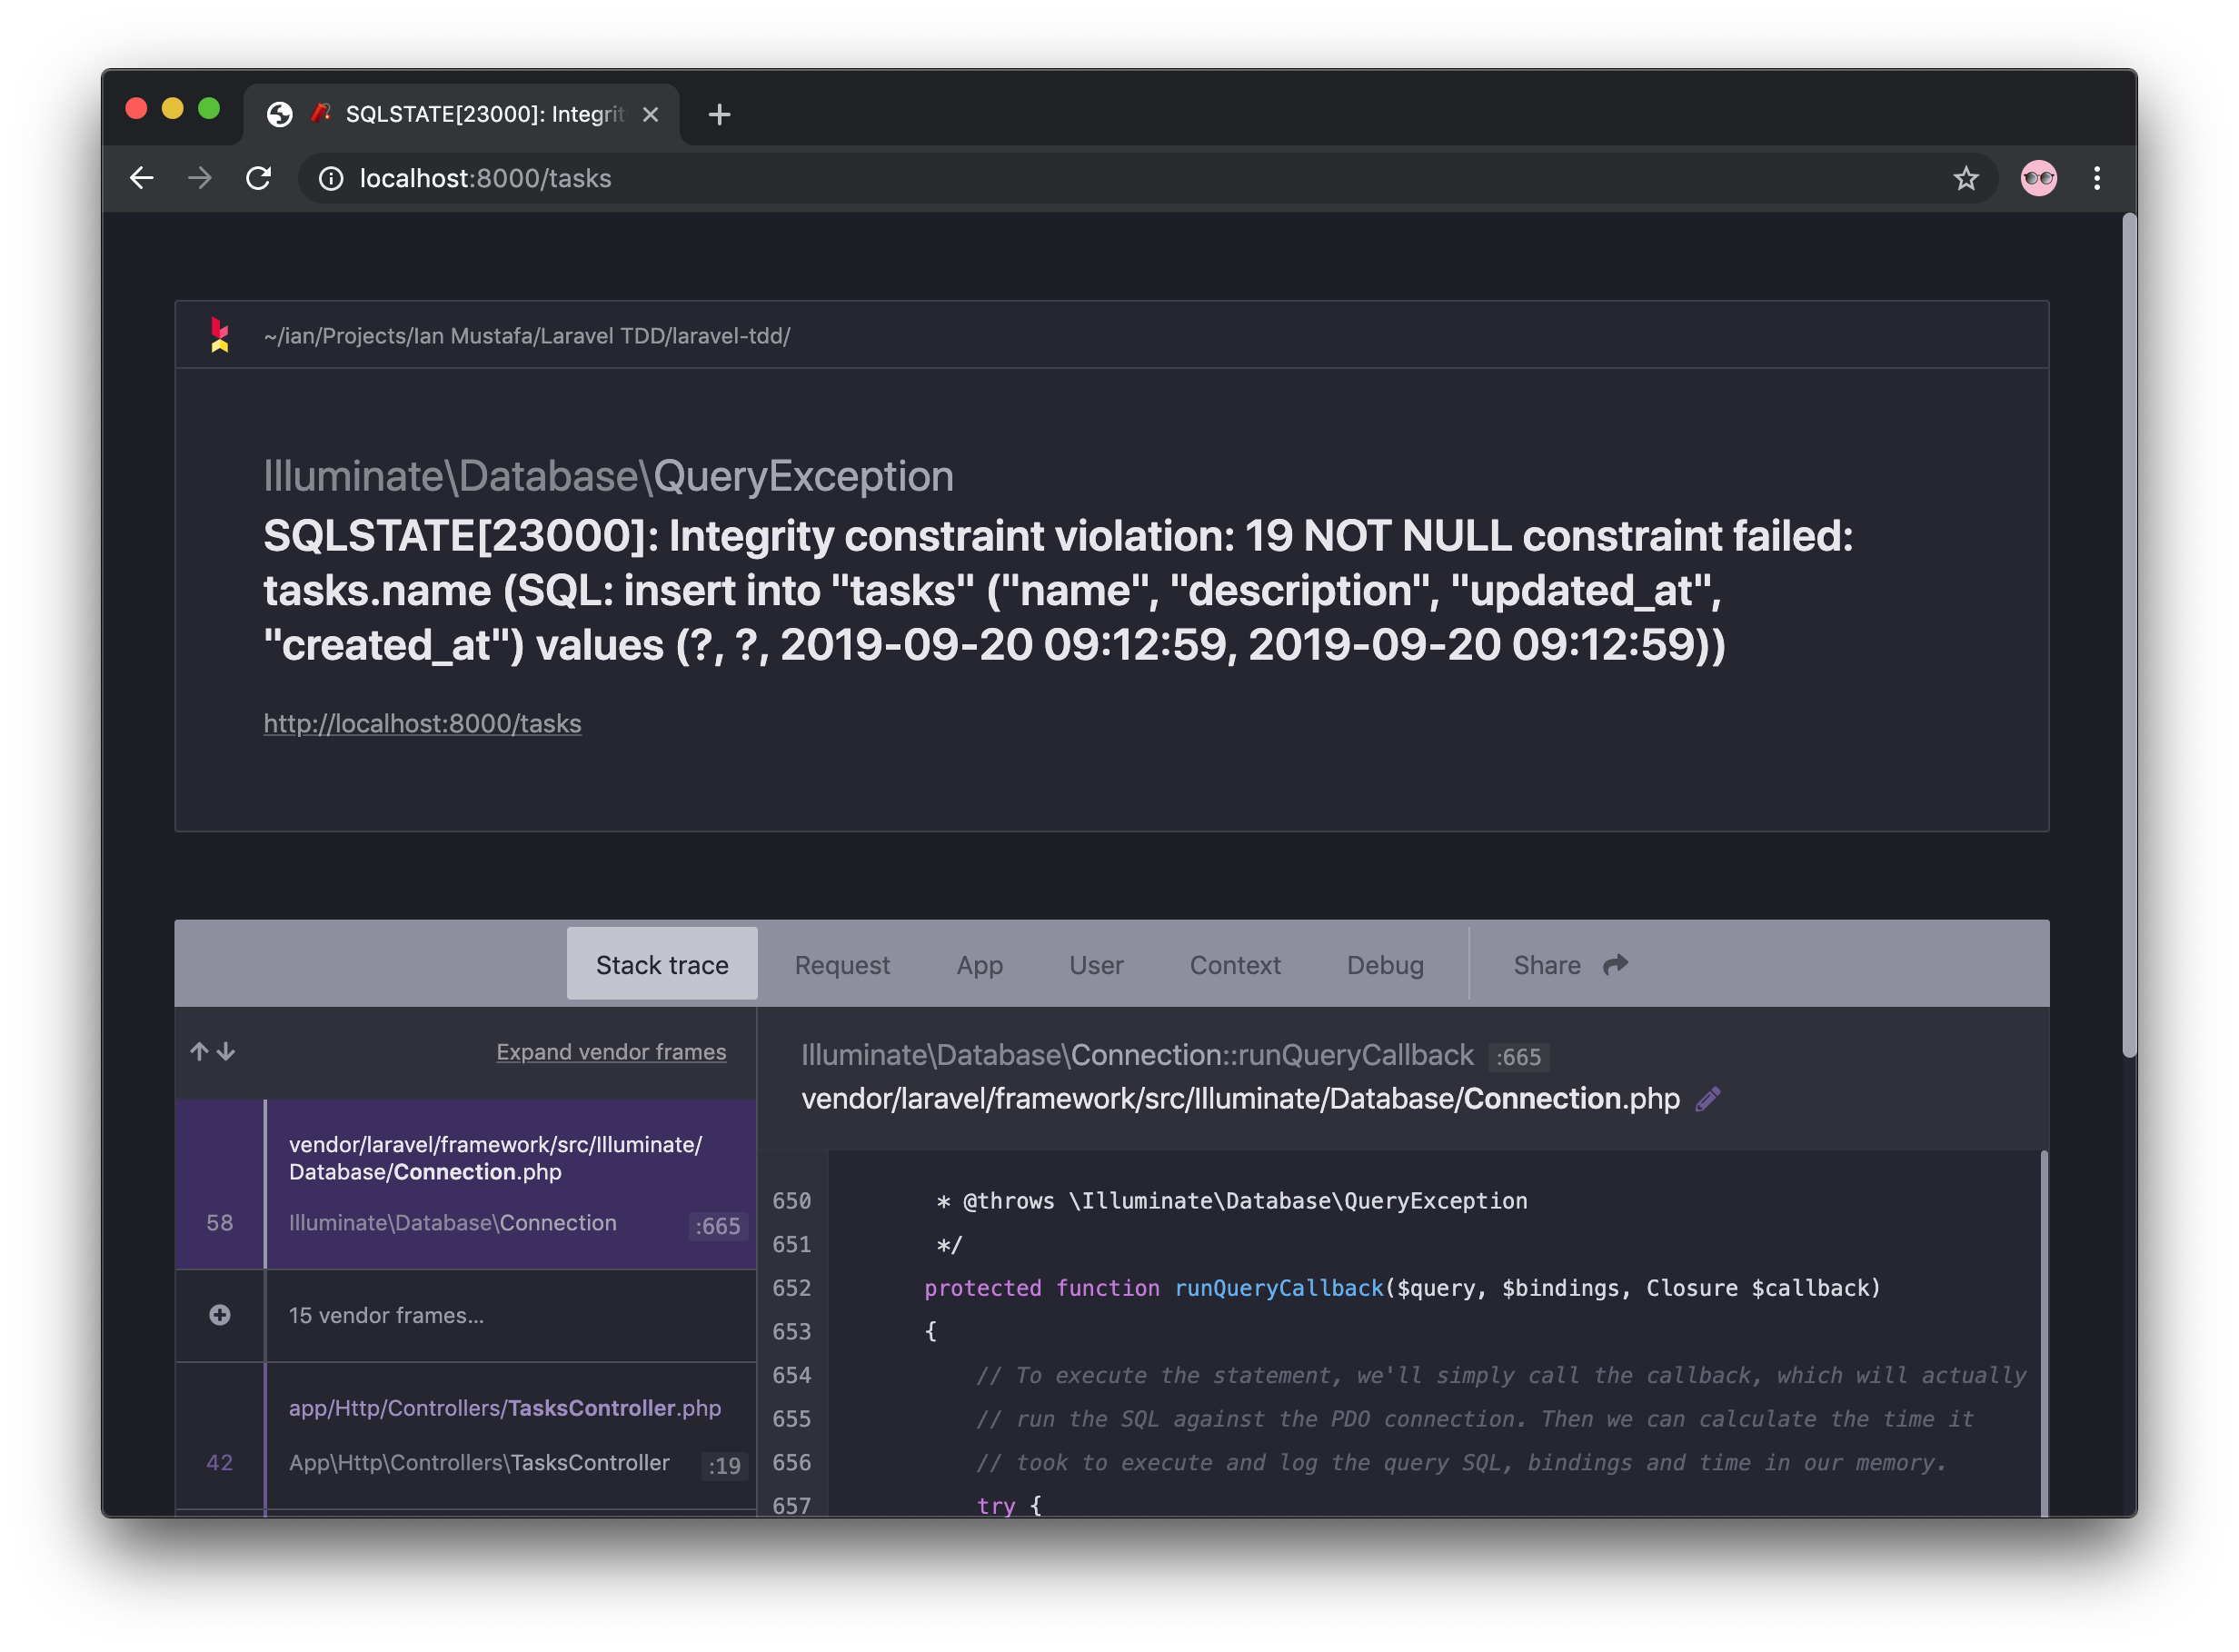 SQLSTATE[23000]: Integrit
localhost:8000/tasks
~/ian/Projects/Ian Mustafa/Laravel TDD/laravel-tdd/
Illuminate\Database\QueryException
SQLSTATE[23000]: Integrity constraint violation: 19 NOT NULL constraint failed:
tasks.name (SQL: insert into "tasks" ("name", "description", "updated_at",
"created_at") values (?, ?, 2019-09-20 09:12:59, 2019-09-20 09:12:59))
http://localhost:8000/tasks
Stack trace Request App User Context Debug Share
Expand vendor frames
vendor/laravel/framework/src/Illuminate/
Database/Connection.php
58 Illuminate\Database\Connection :665
15 vendor frames...
app/Http/Controllers/TasksController.php
42 App\Http\Controllers\TasksController :19
Illuminate\Database\Connection::runQueryCallback :665
vendor/laravel/framework/src/Illuminate/Database/Connection.php
650 * @throws \Illuminate\Database\QueryException
651 */
652 protected function runQueryCallback($query, $bindings, Closure $callback)
653 {
654 // To execute the statement, we'll simply call the callback, which will actually
655 // run the SQL against the PDO connection. Then we can calculate the time it
656 // took to execute and log the query SQL, bindings and time in our memory.
657 try {